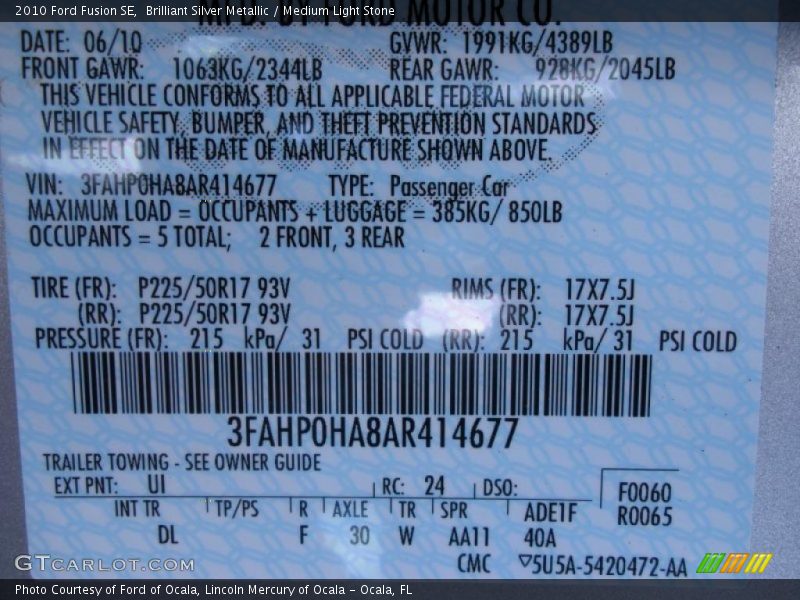 2010 Ford Fusion SE,  Brilliant Silver Metallic / Medium Light Stone
MFD. BY FORD MOTOR CO.
DATE: 06/10 GVWR: 1991KG/4389LB
FRONT GAWR: 1063KG/2344LB REAR GAWR: 928KG/2045LB
THIS VEHICLE CONFORMS TO ALL APPLICABLE FEDERAL MOTOR
VEHICLE SAFETY, BUMPER, AND THEFT PREVENTION STANDARDS
IN EFFECT ON THE DATE OF MANUFACTURE SHOWN ABOVE.
VIN: 3FAHP0HA8AR414677 TYPE: Passenger Car
MAXIMUM LOAD = OCCUPANTS + LUGGAGE = 385KG/ 850LB
OCCUPANTS = 5 TOTAL; 2 FRONT, 3 REAR
TIRE (FR): P225/50R17 93V RIMS (FR): 17X7.5J
(RR): P225/50R17 93V (RR): 17X7.5J
PRESSURE (FR): 215 kPa/ 31 PSI COLD (RR): 215 kPa/ 31 PSI COLD
3FAHP0HA8AR414677
TRAILER TOWING - SEE OWNER GUIDE
EXT PNT: UI RC: 24 DSO: F0060
INT TR TP/PS R AXLE TR SPR ADE1F R0065
DL F 30 W AA11 40A
CMC ▽5U5A-5420472-AA
GTCARLOT.COM
Photo Courtesy of Ford of Ocala, Lincoln Mercury of Ocala – Ocala, FL